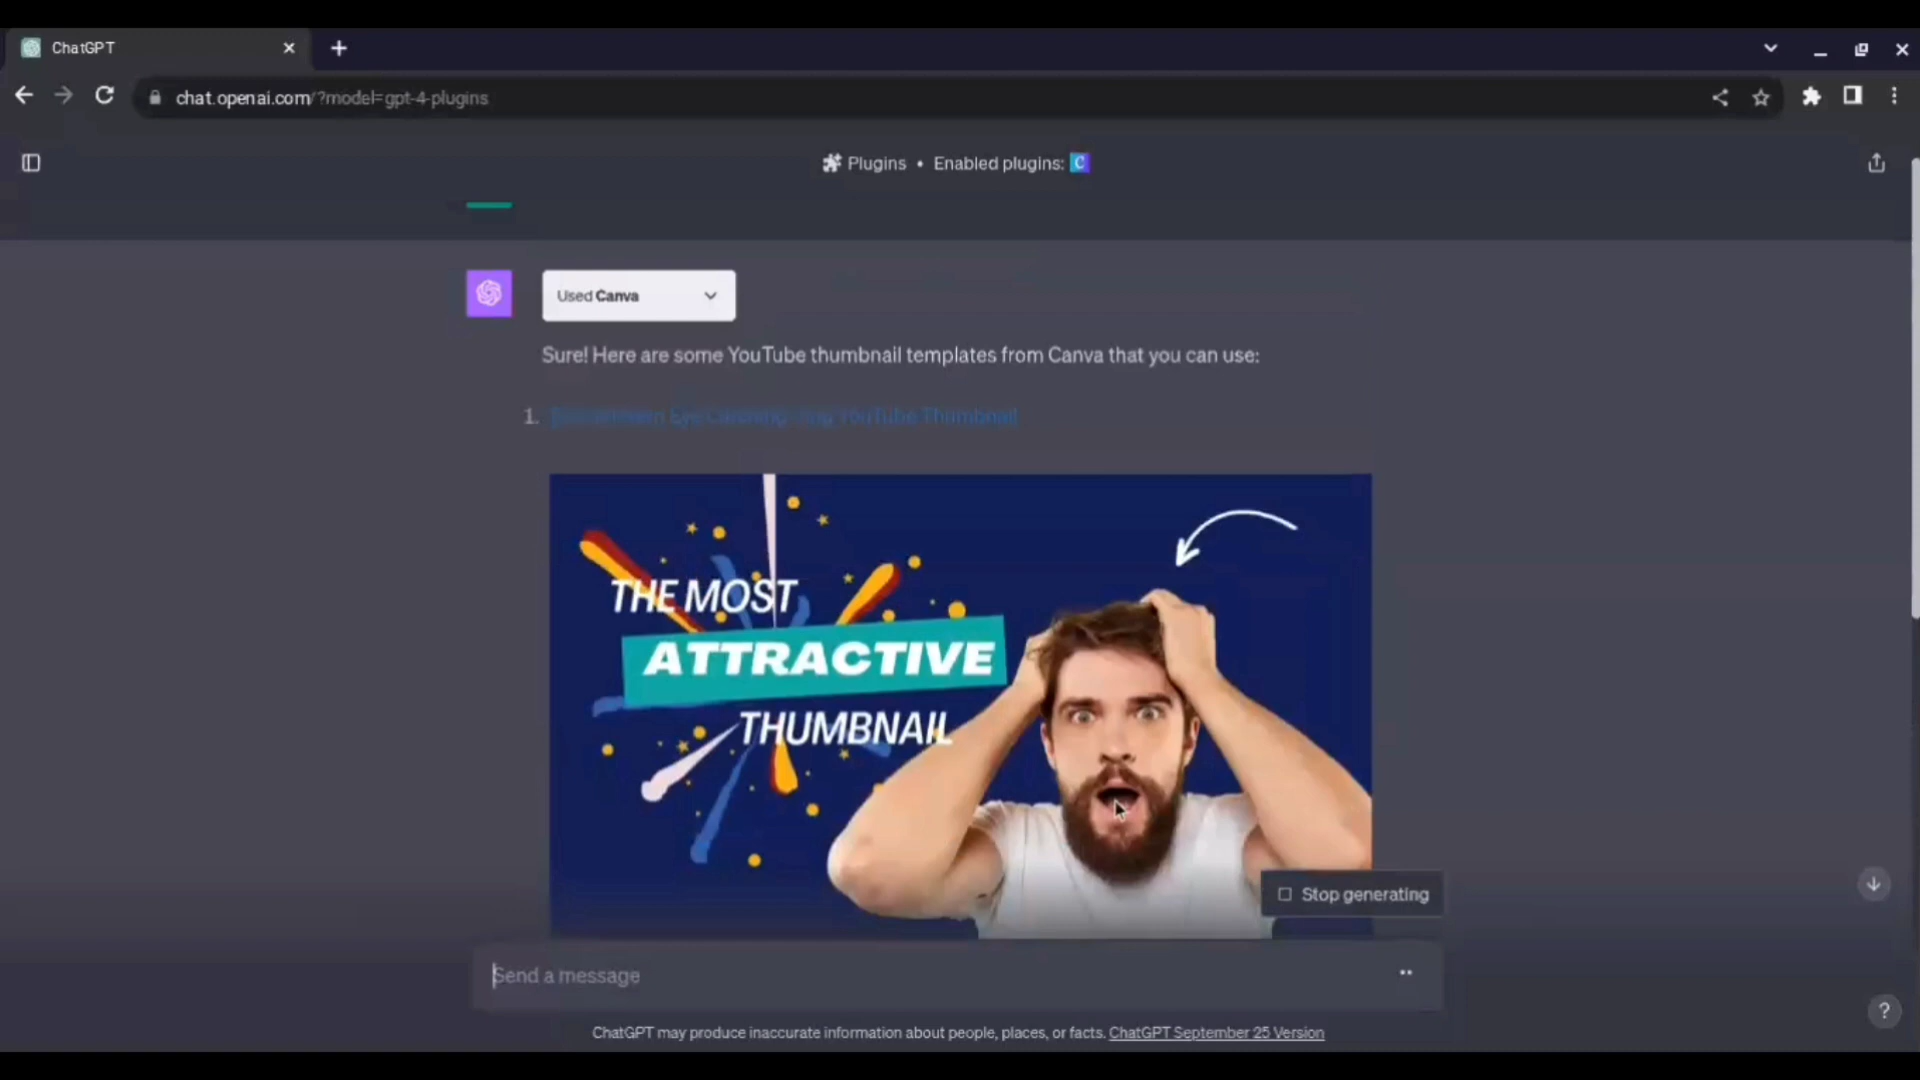 ChatGPT
chat.openai.com/?model=gpt-4-plugins
Plugins • Enabled plugins: C
Used Canva
Sure! Here are some YouTube thumbnail templates from Canva that you can use:
1. YouTube Thumbnail
THE MOST
ATTRACTIVE
THUMBNAIL
Stop generating
Send a message
ChatGPT may produce inaccurate information about people, places, or facts. ChatGPT September 25 Version
?